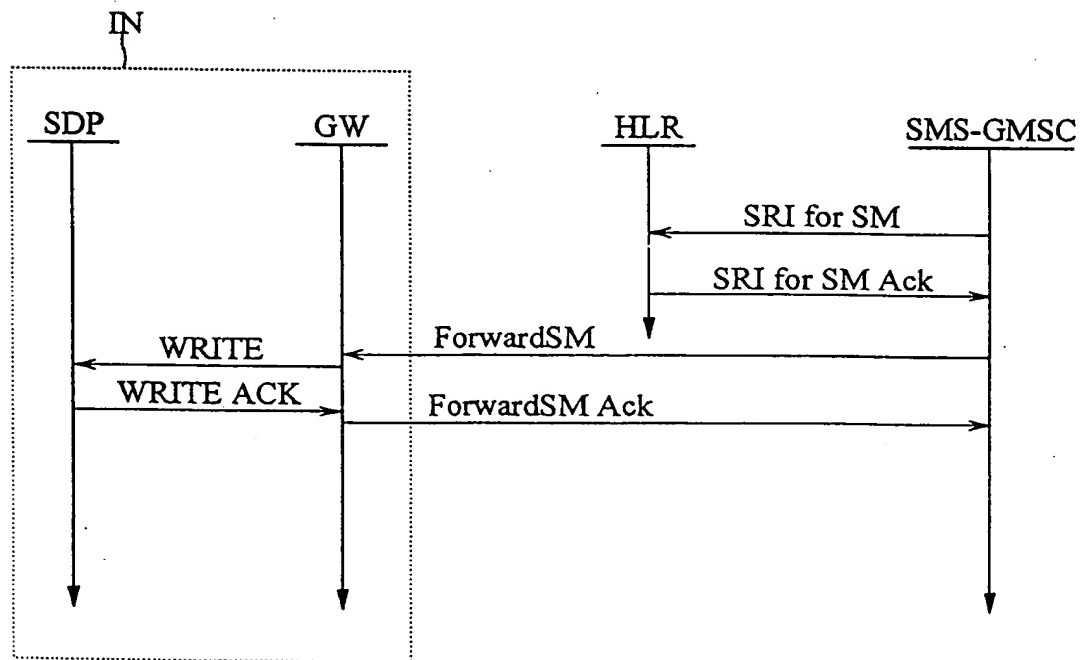 IN
SDP
GW
HLR
SMS-GMSC
SRI for SM
SRI for SM Ack
ForwardSM
WRITE
WRITE ACK
ForwardSM Ack